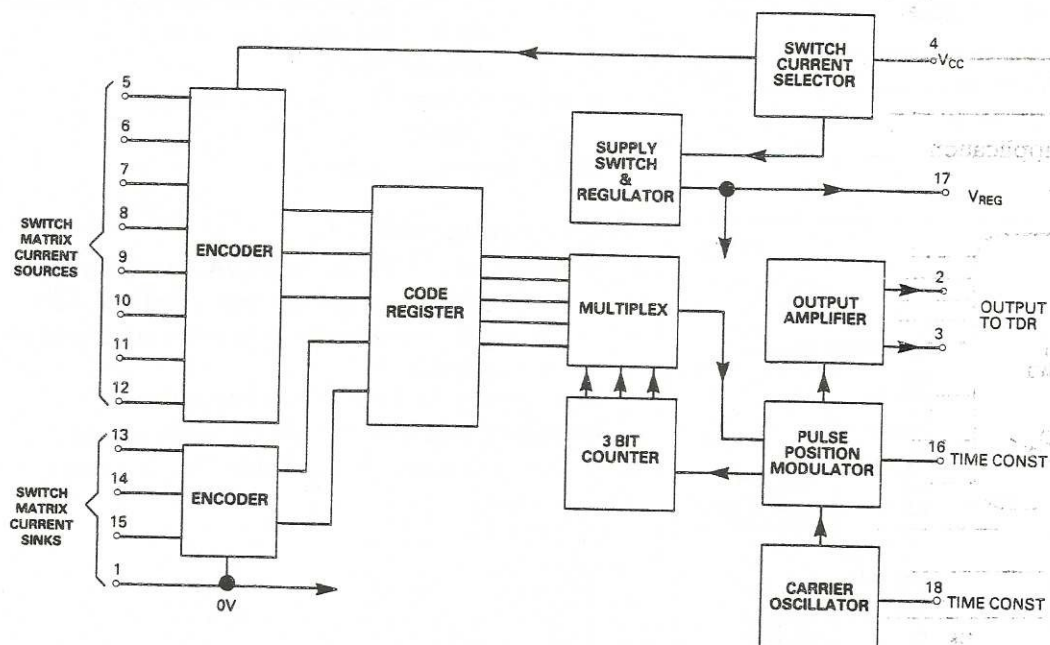 SWITCH
CURRENT
SELECTOR
4
VCC
5
6
7
8
9
10
11
12
SWITCH
MATRIX
CURRENT
SOURCES
ENCODER
SUPPLY
SWITCH
&
REGULATOR
17
VREG
CODE
REGISTER
MULTIPLEX
OUTPUT
AMPLIFIER
2
3
OUTPUT
TO TDR
13
14
15
1
SWITCH
MATRIX
CURRENT
SINKS
ENCODER
0V
3 BIT
COUNTER
PULSE
POSITION
MODULATOR
16
TIME CONST
CARRIER
OSCILLATOR
18
TIME CONST